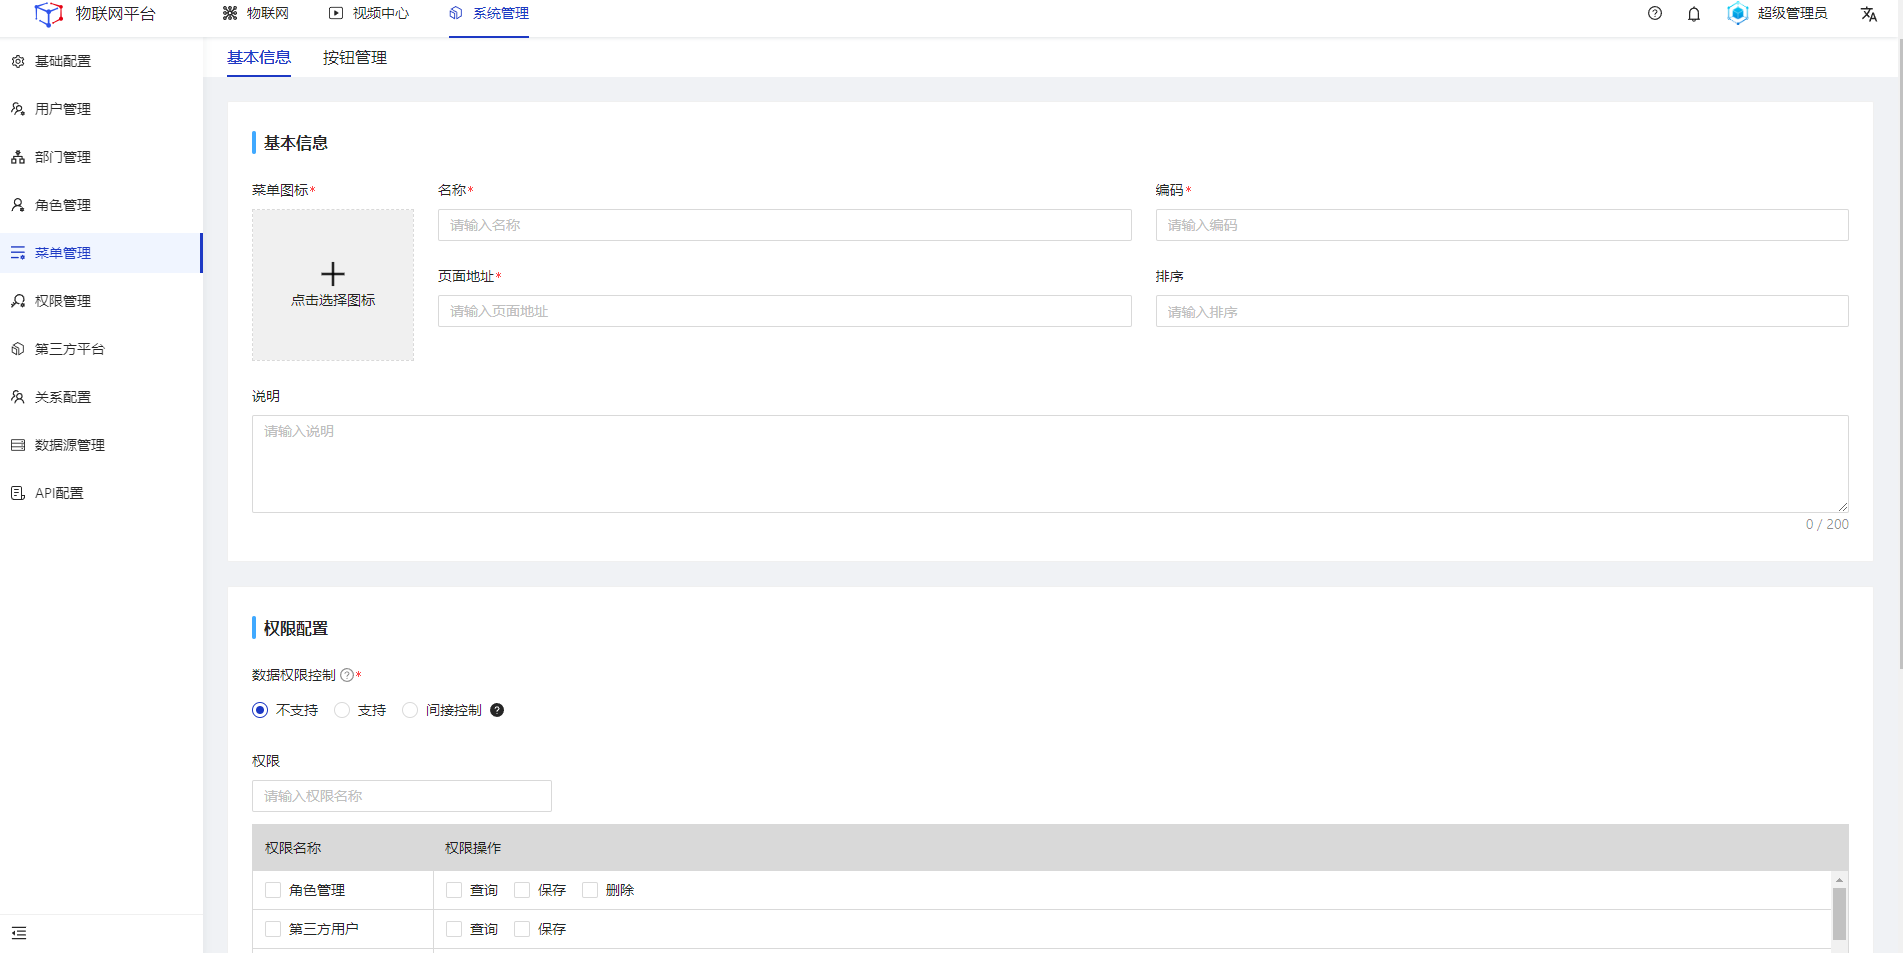 物联网平台
物联网
视频中心
系统管理
超级管理员
基础配置
用户管理
部门管理
角色管理
菜单管理
权限管理
第三方平台
关系配置
数据源管理
API配置
基本信息
按钮管理
基本信息
菜单图标*
点击选择图标
名称*
请输入名称
编码*
请输入编码
页面地址*
请输入页面地址
排序
请输入排序
说明
请输入说明
0 / 200
权限配置
数据权限控制 ?*
不支持 支持 间接控制 ?
权限
请输入权限名称
权限名称 权限操作
角色管理 查询 保存 删除
第三方用户 查询 保存